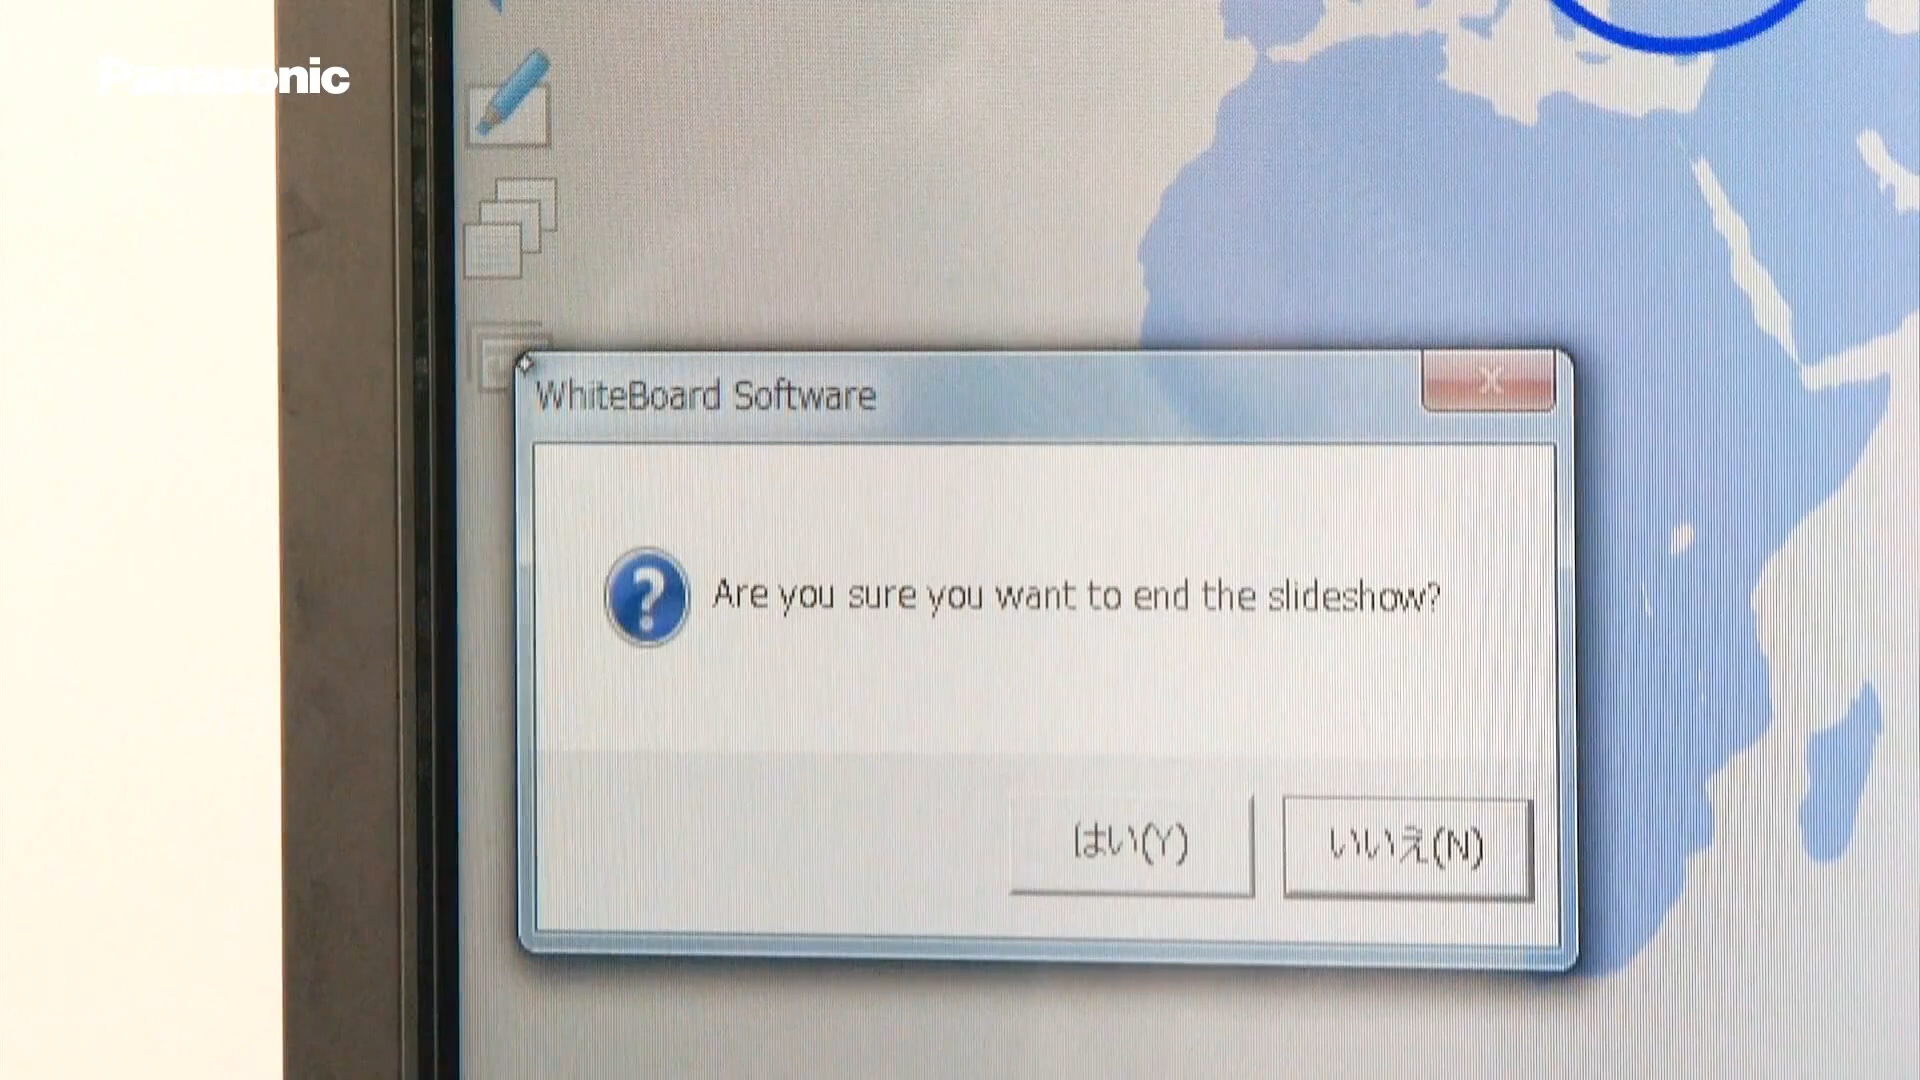 Panasonic
WhiteBoard Software
Are you sure you want to end the slideshow?
はい(Y)
いいえ(N)